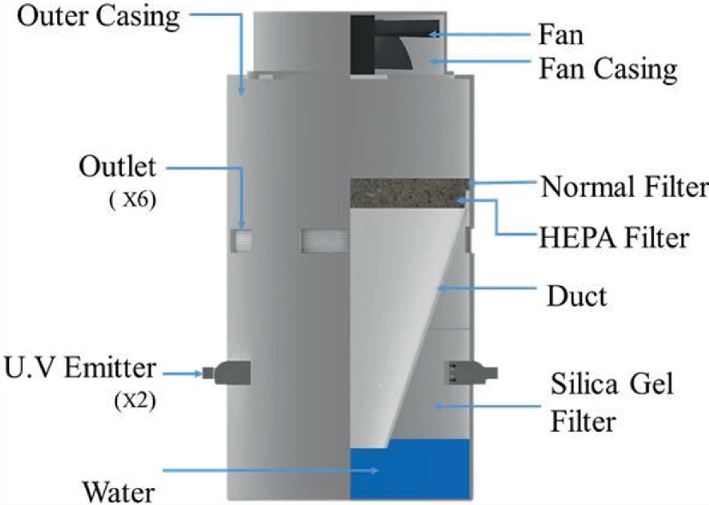 Outer Casing
Fan
Fan Casing
Outlet
( X6)
Normal Filter
HEPA Filter
Duct
U.V Emitter
(X2)
Silica Gel
Filter
Water